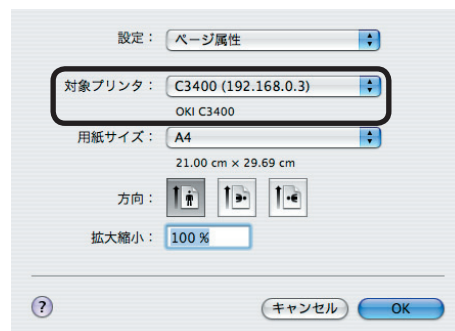 設定： ページ属性
対象プリンタ： C3400 (192.168.0.3)
OKI C3400
用紙サイズ： A4
21.00 cm × 29.69 cm
方向：
拡大縮小： 100 %
? キャンセル OK